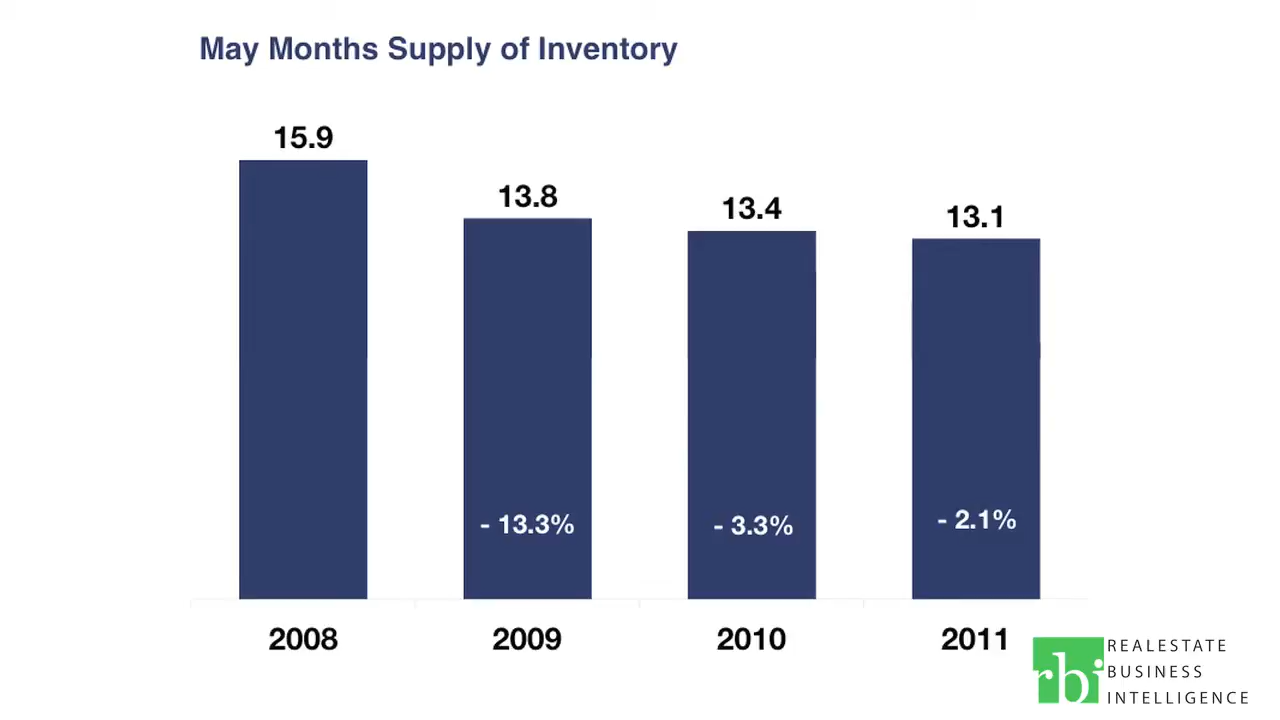 May Months Supply of Inventory
15.9
13.8
13.4
13.1
- 13.3%
- 3.3%
- 2.1%
2008
2009
2010
2011
rbi
REALESTATE
BUSINESS
INTELLIGENCE